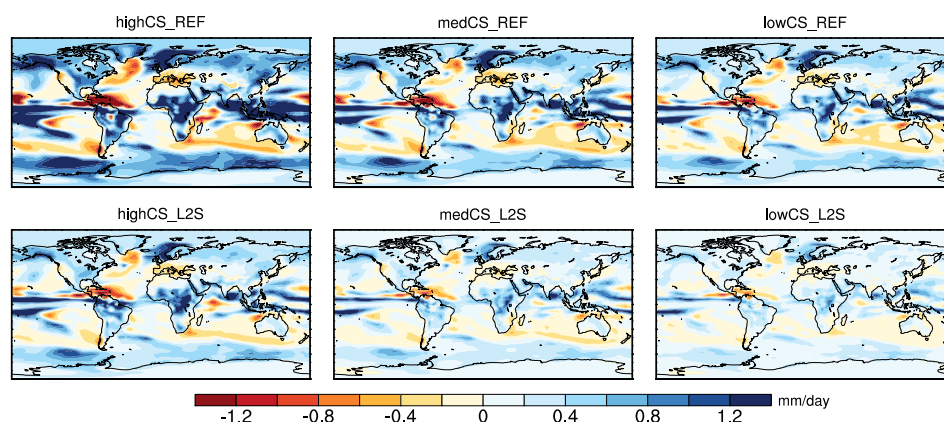 highCS_REF medCS_REF lowCS_REF
highCS_L2S medCS_L2S lowCS_L2S
-1.2 -0.8 -0.4 0 0.4 0.8 1.2 mm/day